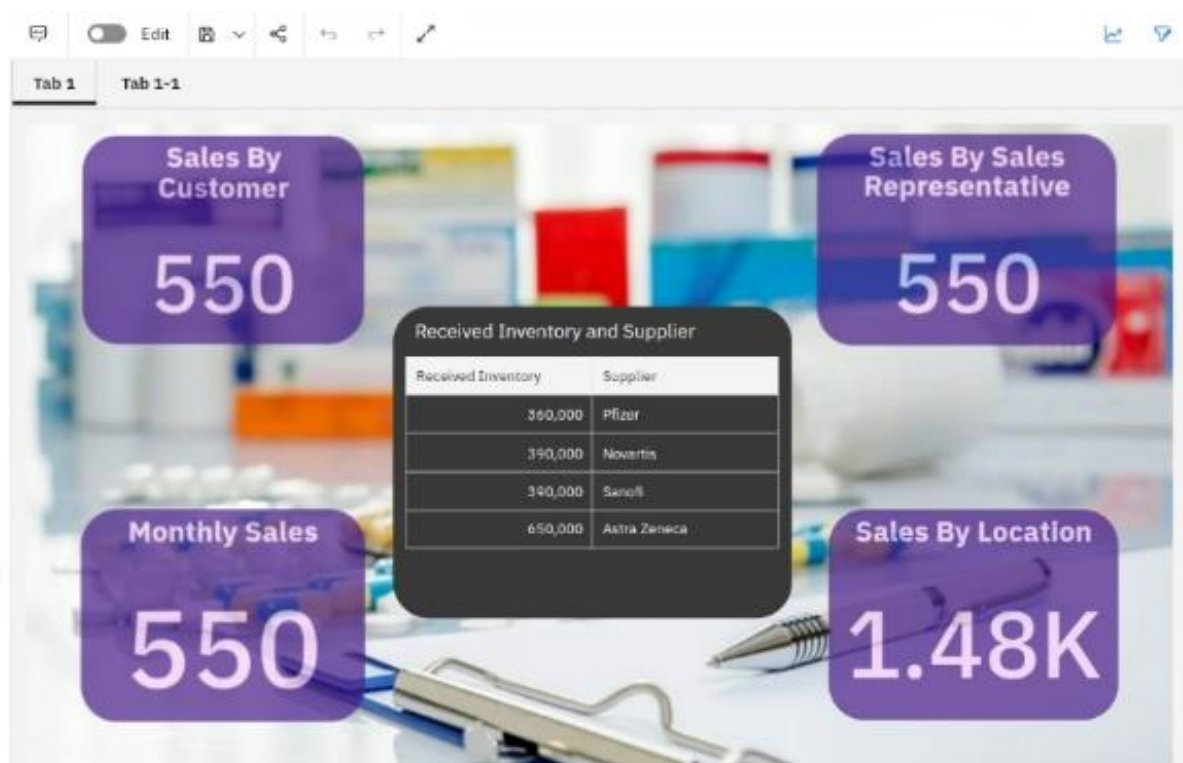 Edit
Tab 1 Tab 1-1
Sales By
Customer
550
Sales By Sales
Representative
550
Received Inventory and Supplier
Received Inventory Supplier
360,000 Pfizer
390,000 Novartis
390,000 Sanofi
650,000 Astra Zeneca
Monthly Sales
550
Sales By Location
1.48K